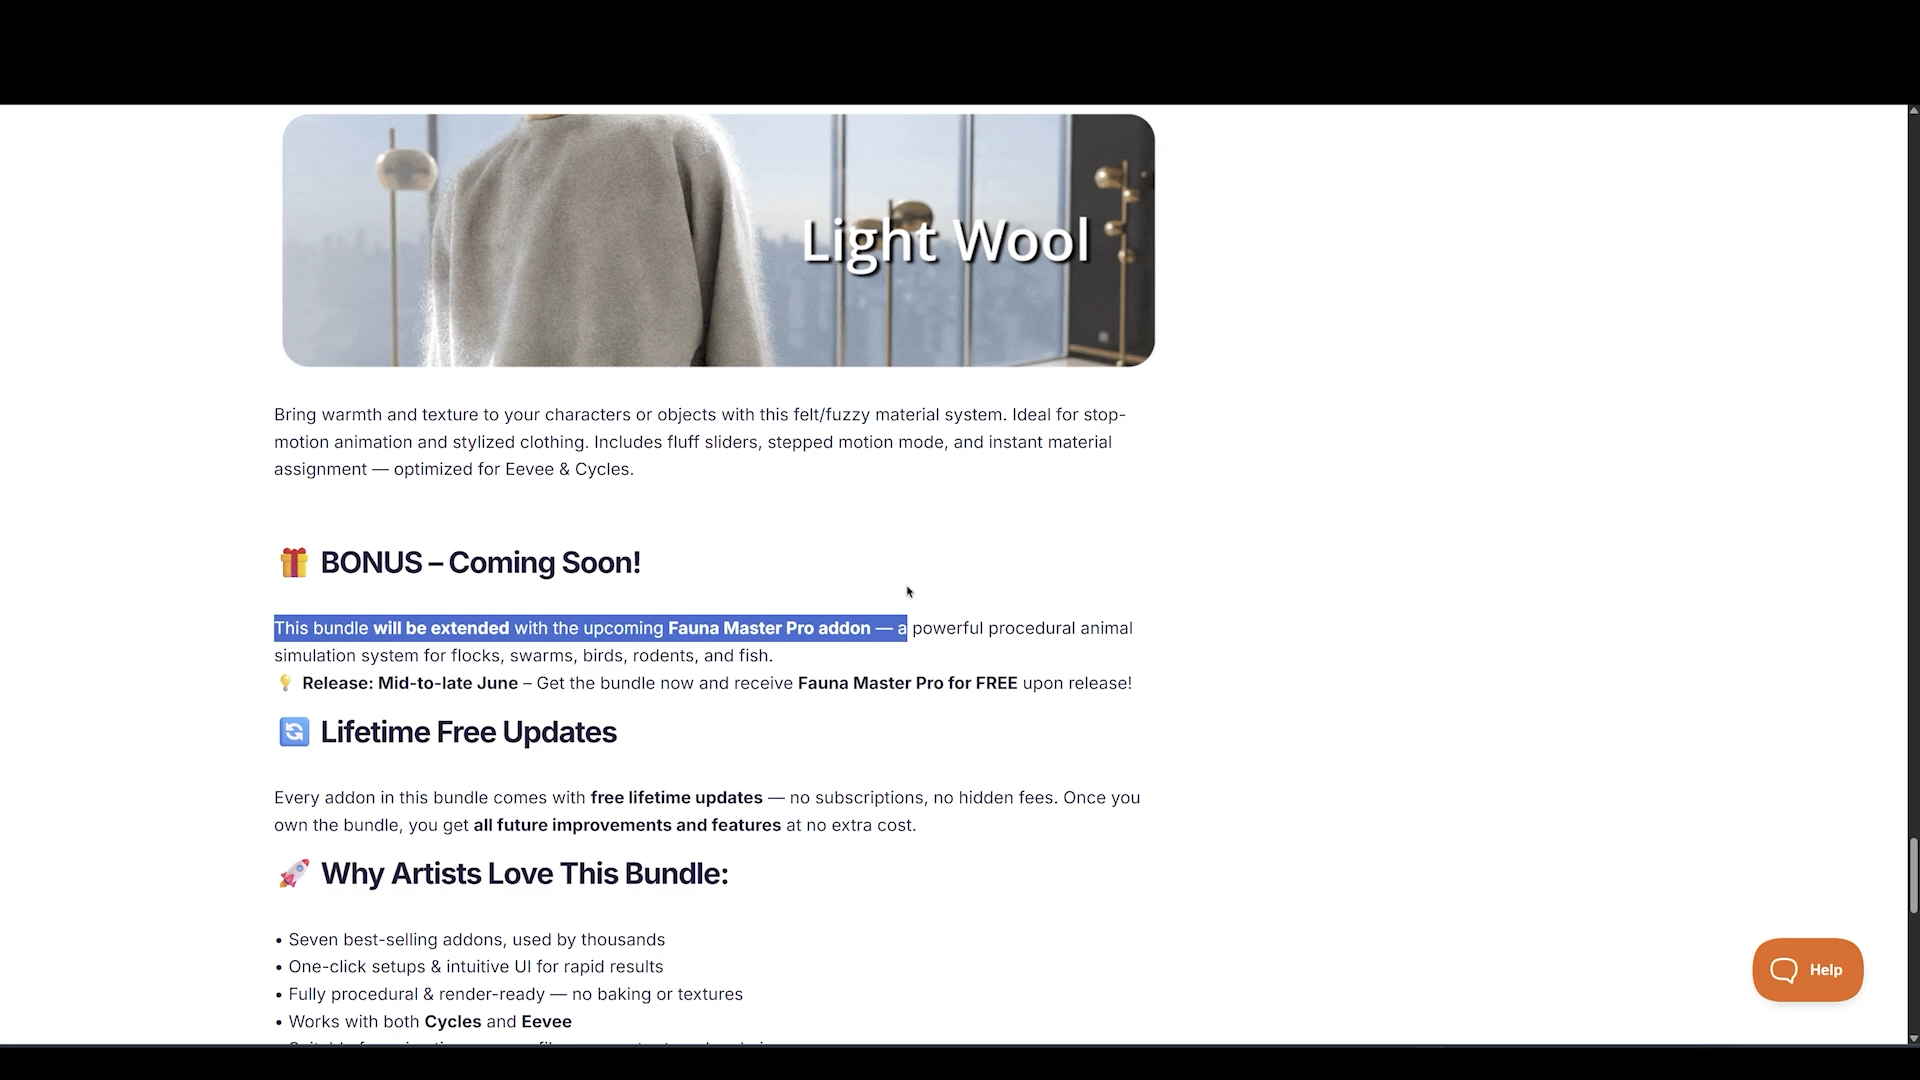 Light Wool
Bring warmth and texture to your characters or objects with this felt/fuzzy material system. Ideal for stop-
motion animation and stylized clothing. Includes fluff sliders, stepped motion mode, and instant material
assignment — optimized for Eevee & Cycles.
🎁 BONUS – Coming Soon!
This bundle will be extended with the upcoming Fauna Master Pro addon — a powerful procedural animal
simulation system for flocks, swarms, birds, rodents, and fish.
💡 Release: Mid-to-late June – Get the bundle now and receive Fauna Master Pro for FREE upon release!
🔄 Lifetime Free Updates
Every addon in this bundle comes with free lifetime updates — no subscriptions, no hidden fees. Once you
own the bundle, you get all future improvements and features at no extra cost.
🚀 Why Artists Love This Bundle:
• Seven best-selling addons, used by thousands
• One-click setups & intuitive UI for rapid results
• Fully procedural & render-ready — no baking or textures
• Works with both Cycles and Eevee
Help